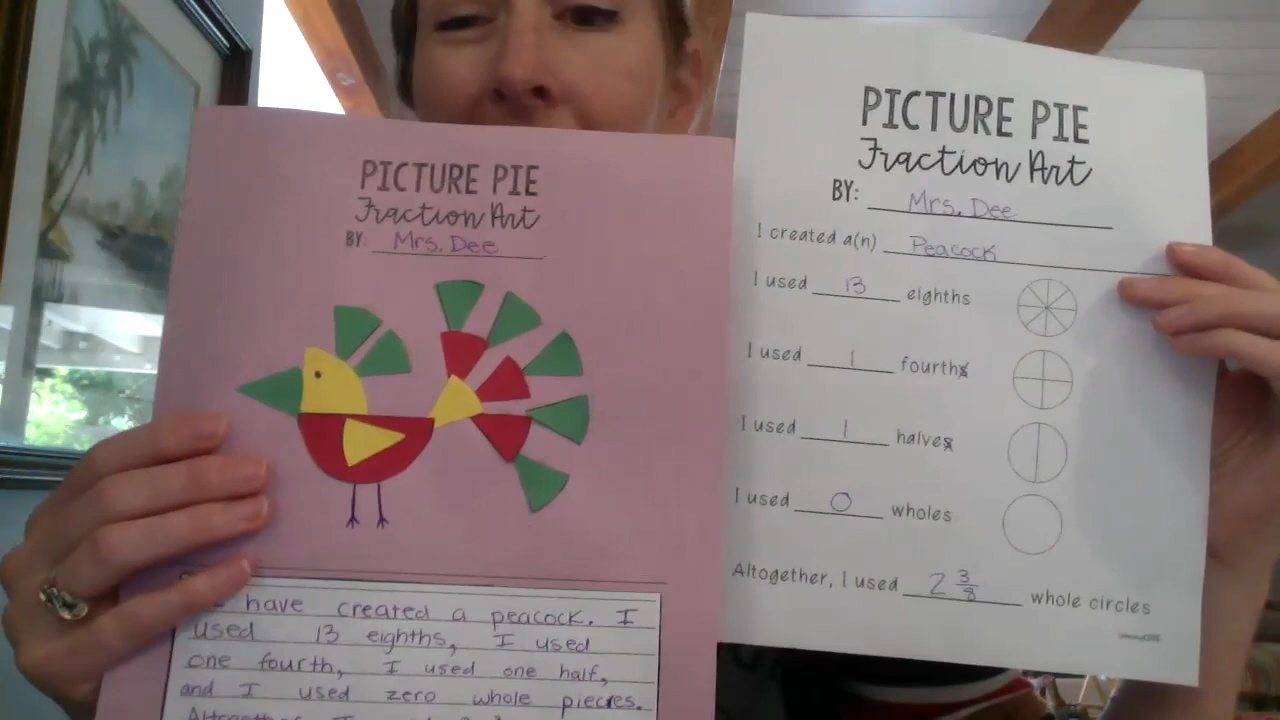 PICTURE PIE
Fraction Art
BY: Mrs. Dee
have created a peacock. I
used 13 eighths, I used
one fourth, I used one half,
and I used zero whole piecres.
PICTURE PIE
Fraction Art
BY: Mrs. Dee
I created a(n) Peacock
I used 13 eighths
I used 1 fourths
I used 1 halves
I used 0 wholes
Altogether, I used 2 3/8 whole circles